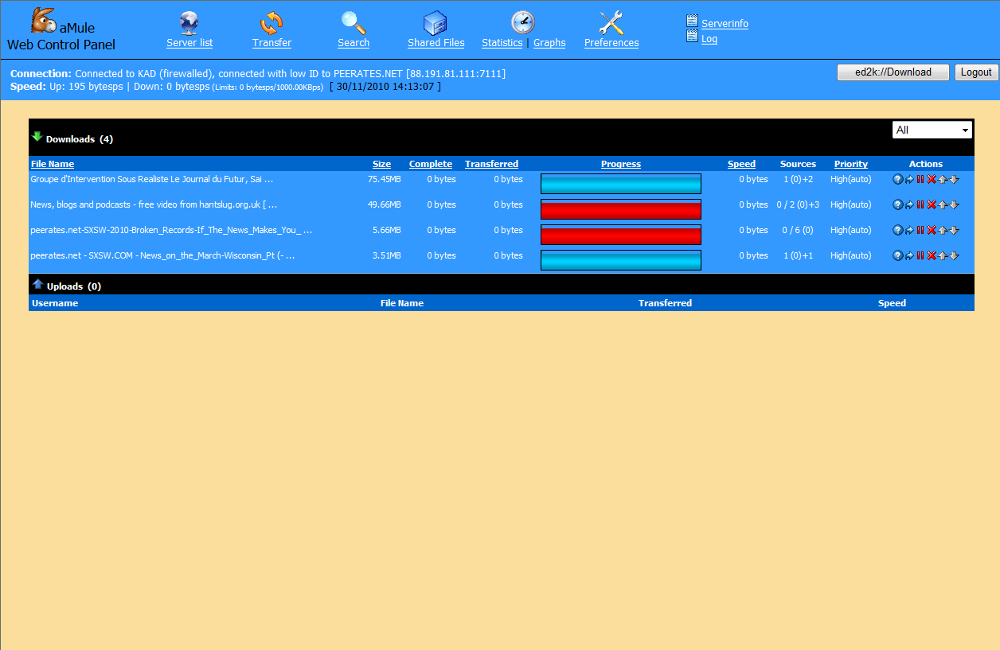 aMule
Web Control Panel
Server list
Transfer
Search
Shared Files
Statistics | Graphs
Preferences
Serverinfo
Log
Connection: Connected to KAD (firewalled), connected with low ID to PEERATES.NET [88.191.81.111:7111]
Speed: Up: 195 bytesps | Down: 0 bytesps (Limits: 0 bytesps/1000.00KBps) [ 30/11/2010 14:13:07 ]
ed2k://Download
Logout
Downloads (4)
All
File Name Size Complete Transferred Progress Speed Sources Priority Actions
Groupe d'Intervention Sous Realiste Le Journal du Futur, Sai ... 75.45MB 0 bytes 0 bytes 0 bytes 1 (0)+2 High(auto)
News, blogs and podcasts - free video from hantslug.org.uk [ ... 49.66MB 0 bytes 0 bytes 0 bytes 0 / 2 (0)+3 High(auto)
peerates.net-SXSW-2010-Broken_Records-If_The_News_Makes_You_ ... 5.66MB 0 bytes 0 bytes 0 bytes 0 / 6 (0) High(auto)
peerates.net - SXSW.COM - News_on_the_March-Wisconsin_Pt (- ... 3.51MB 0 bytes 0 bytes 0 bytes 1 (0)+1 High(auto)
Uploads (0)
Username File Name Transferred Speed